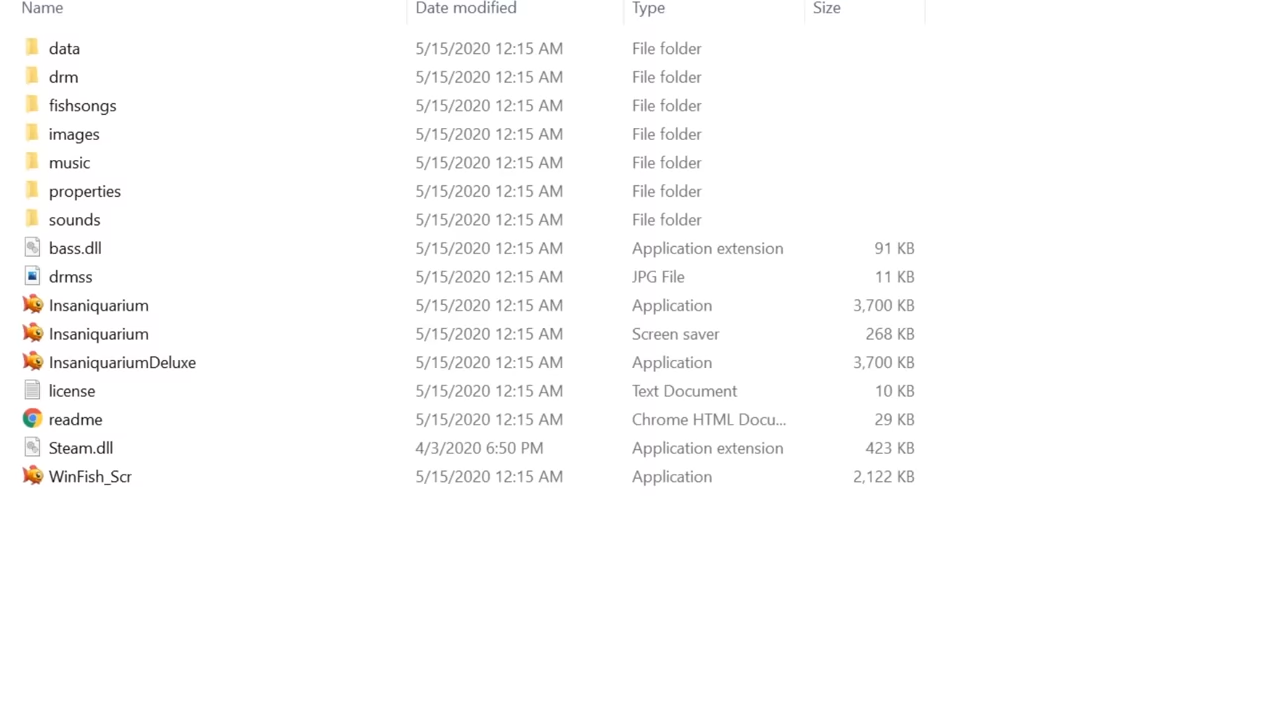 Name Date modified Type Size
data 5/15/2020 12:15 AM File folder
drm 5/15/2020 12:15 AM File folder
fishsongs 5/15/2020 12:15 AM File folder
images 5/15/2020 12:15 AM File folder
music 5/15/2020 12:15 AM File folder
properties 5/15/2020 12:15 AM File folder
sounds 5/15/2020 12:15 AM File folder
bass.dll 5/15/2020 12:15 AM Application extension 91 KB
drmss 5/15/2020 12:15 AM JPG File 11 KB
Insaniquarium 5/15/2020 12:15 AM Application 3,700 KB
Insaniquarium 5/15/2020 12:15 AM Screen saver 268 KB
InsaniquariumDeluxe 5/15/2020 12:15 AM Application 3,700 KB
license 5/15/2020 12:15 AM Text Document 10 KB
readme 5/15/2020 12:15 AM Chrome HTML Docu... 29 KB
Steam.dll 4/3/2020 6:50 PM Application extension 423 KB
WinFish_Scr 5/15/2020 12:15 AM Application 2,122 KB